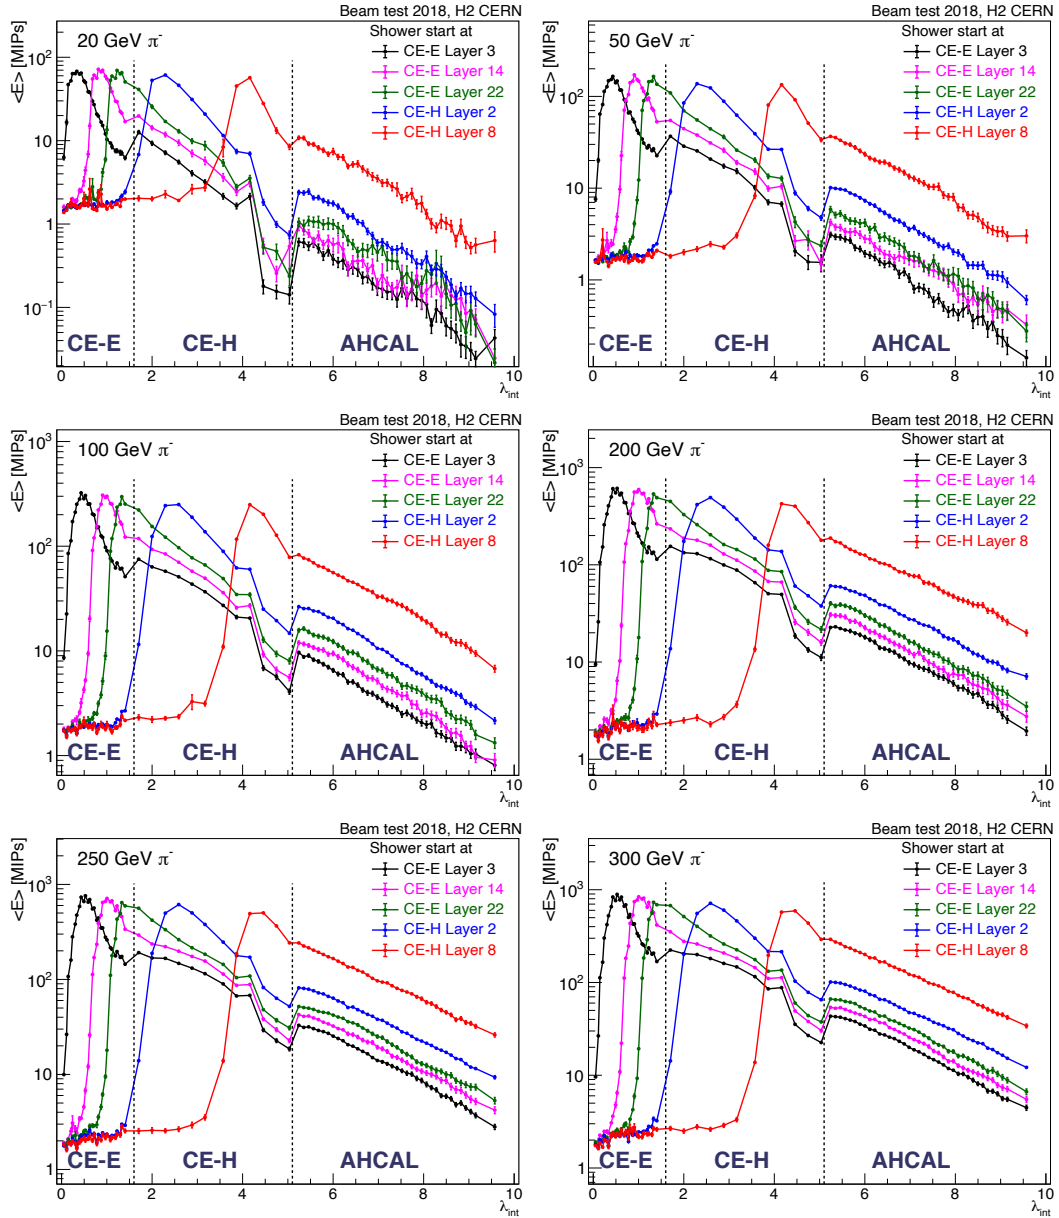 Beam test 2018, H2 CERN
20 GeV π⁻
Shower start at
CE-E Layer 3
CE-E Layer 14
CE-E Layer 22
CE-H Layer 2
CE-H Layer 8
<E> [MIPs]
10²
10
1
10⁻¹
CE-E CE-H AHCAL
0 2 4 6 8 10
λint
Beam test 2018, H2 CERN
50 GeV π⁻
Shower start at
CE-E Layer 3
CE-E Layer 14
CE-E Layer 22
CE-H Layer 2
CE-H Layer 8
<E> [MIPs]
10²
10
1
CE-E CE-H AHCAL
0 2 4 6 8 10
λint
Beam test 2018, H2 CERN
100 GeV π⁻
Shower start at
CE-E Layer 3
CE-E Layer 14
CE-E Layer 22
CE-H Layer 2
CE-H Layer 8
<E> [MIPs]
10³
10²
10
1
CE-E CE-H AHCAL
0 2 4 6 8 10
λint
Beam test 2018, H2 CERN
200 GeV π⁻
Shower start at
CE-E Layer 3
CE-E Layer 14
CE-E Layer 22
CE-H Layer 2
CE-H Layer 8
<E> [MIPs]
10³
10²
10
1
CE-E CE-H AHCAL
0 2 4 6 8 10
λint
Beam test 2018, H2 CERN
250 GeV π⁻
Shower start at
CE-E Layer 3
CE-E Layer 14
CE-E Layer 22
CE-H Layer 2
CE-H Layer 8
<E> [MIPs]
10³
10²
10
1
CE-E CE-H AHCAL
0 2 4 6 8 10
λint
Beam test 2018, H2 CERN
300 GeV π⁻
Shower start at
CE-E Layer 3
CE-E Layer 14
CE-E Layer 22
CE-H Layer 2
CE-H Layer 8
<E> [MIPs]
10³
10²
10
1
CE-E CE-H AHCAL
0 2 4 6 8 10
λint